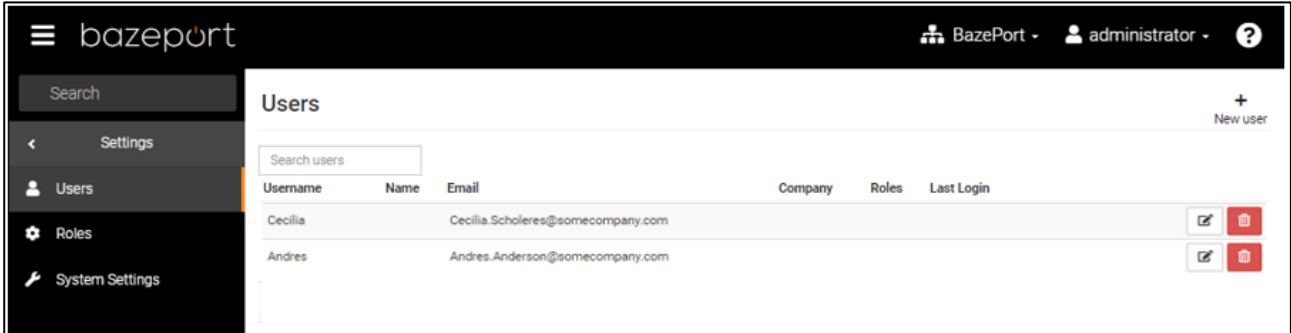 bazeport
BazePort
administrator
?
Search
Users
+
New user
Settings
Search users
Users
Username Name Email Company Roles Last Login
Cecilia Cecilia.Scholeres@somecompany.com
Roles
Andres Andres.Anderson@somecompany.com
System Settings